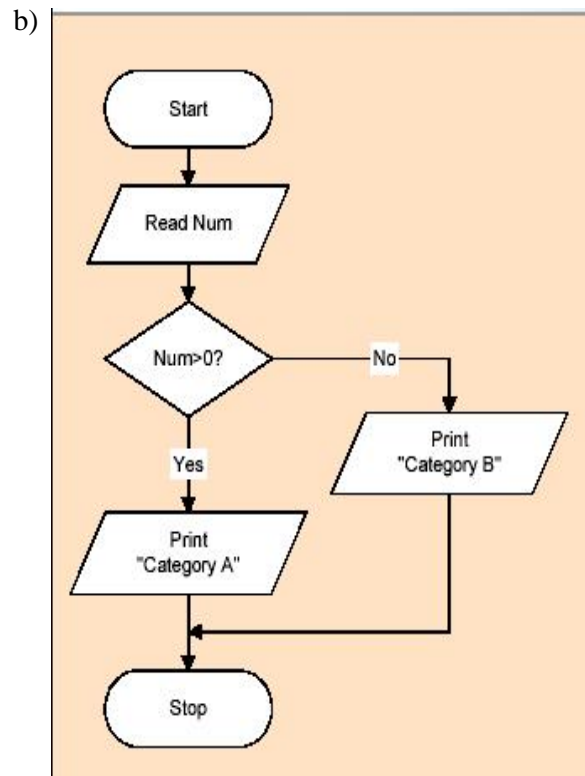 b)
Start
Read Num
Num>0?
No
Print
"Category B"
Yes
Print
"Category A"
Stop